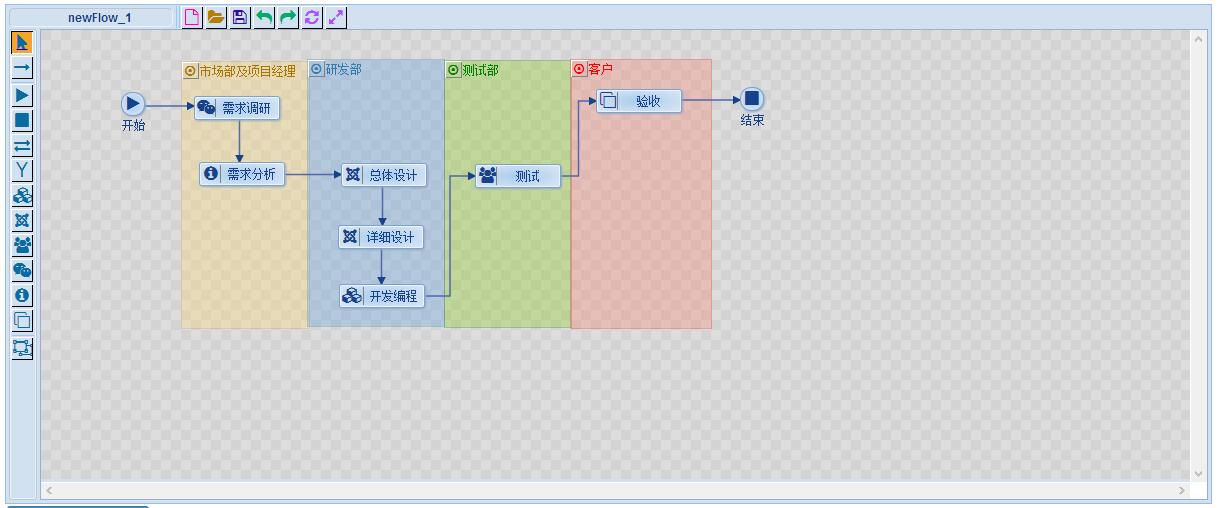 newFlow_1
市场部及项目经理
研发部
测试部
客户
开始
需求调研
需求分析
总体设计
详细设计
开发编程
测试
验收
结束